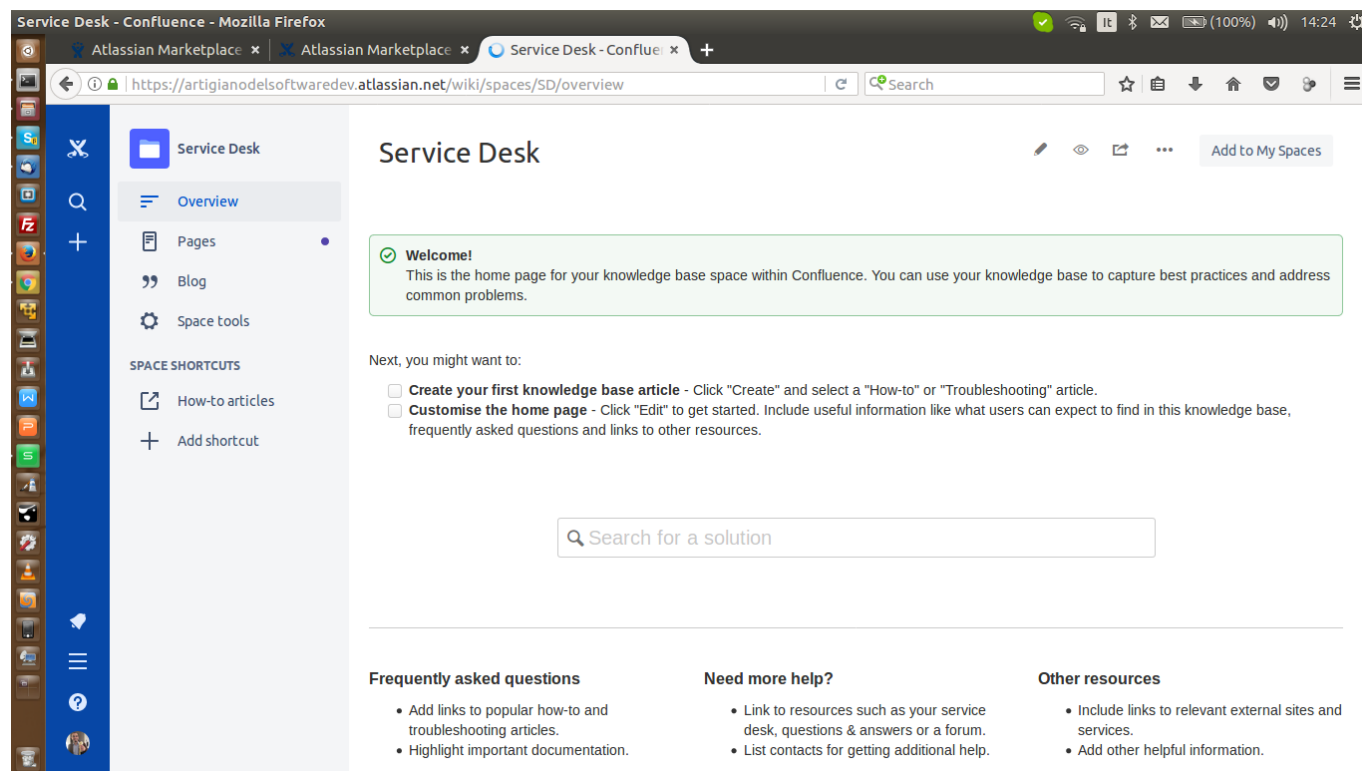 Service Desk - Confluence - Mozilla Firefox
It
(100%)
14:24
Atlassian Marketplace
Atlassian Marketplace
Service Desk - Confluen
https://artigianodelsoftwaredev.atlassian.net/wiki/spaces/SD/overview
Search
Service Desk
Overview
Pages
Blog
Space tools
SPACE SHORTCUTS
How-to articles
Add shortcut
Service Desk
Add to My Spaces
Welcome!
This is the home page for your knowledge base space within Confluence. You can use your knowledge base to capture best practices and address
common problems.
Next, you might want to:
Create your first knowledge base article - Click "Create" and select a "How-to" or "Troubleshooting" article.
Customise the home page - Click "Edit" to get started. Include useful information like what users can expect to find in this knowledge base,
frequently asked questions and links to other resources.
Search for a solution
Frequently asked questions
• Add links to popular how-to and
troubleshooting articles.
• Highlight important documentation.
Need more help?
• Link to resources such as your service
desk, questions & answers or a forum.
• List contacts for getting additional help.
Other resources
• Include links to relevant external sites and
services.
• Add other helpful information.